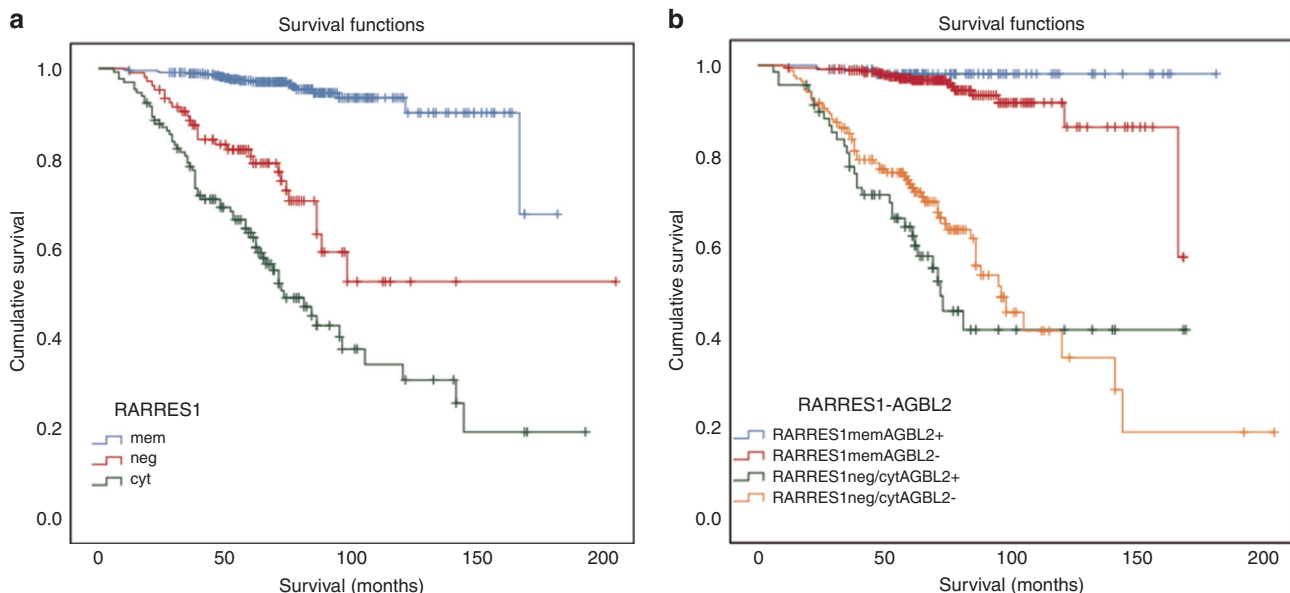 a
Survival functions
1.0
0.8
0.6
0.4
0.2
0.0
Cumulative survival
RARRES1
mem
neg
cyt
0 50 100 150 200
Survival (months)
b
Survival functions
1.0
0.8
0.6
0.4
0.2
0.0
Cumulative survival
RARRES1-AGBL2
RARRES1memAGBL2+
RARRES1memAGBL2-
RARRES1neg/cytAGBL2+
RARRES1neg/cytAGBL2-
0 50 100 150 200
Survival (months)